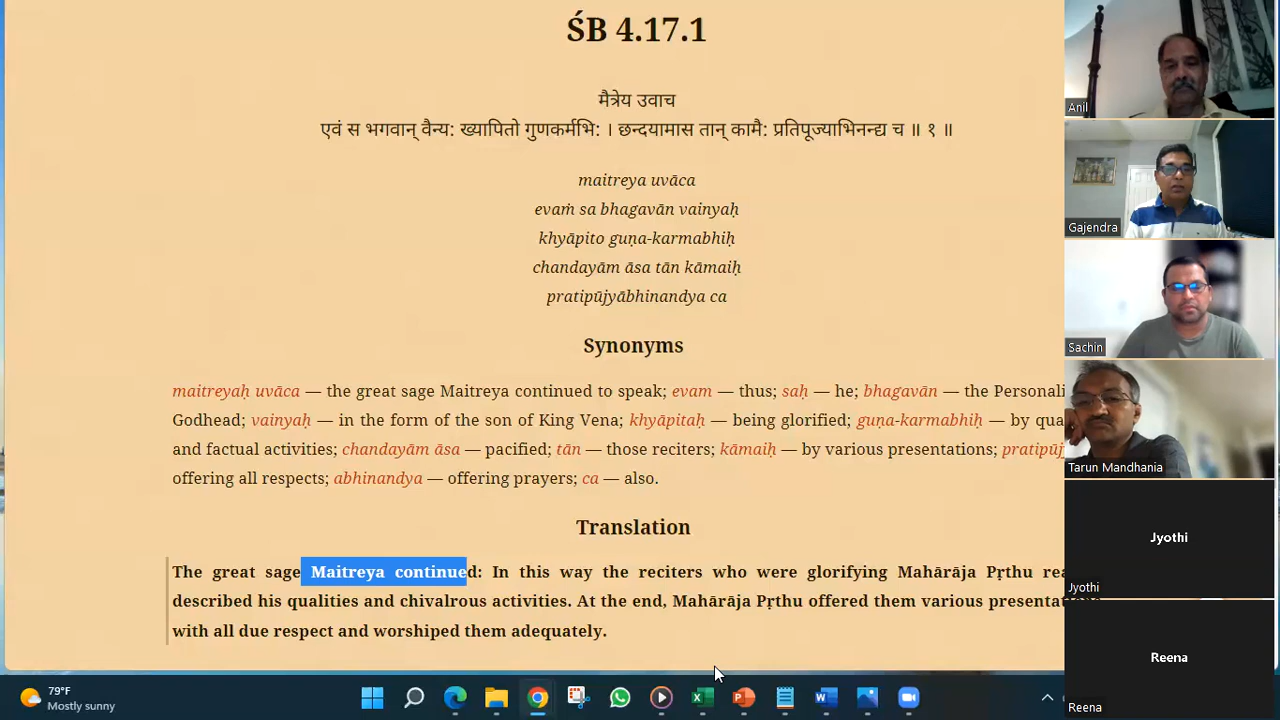 ŚB 4.17.1
मैत्रेय उवाच
एवं स भगवान् वैन्य: ख्यापितो गुणकर्मभि: । छन्दयामास तान् कामै: प्रतिपूज्याभिनन्द्य च ॥ १ ॥
maitreya uvāca
evaṁ sa bhagavān vainyaḥ
khyāpito guṇa-karmabhiḥ
chandayām āsa tān kāmaiḥ
pratipūjyābhinandya ca
Synonyms
maitreyaḥ uvāca — the great sage Maitreya continued to speak; evam — thus; saḥ — he; bhagavān — the Personali
Godhead; vainyaḥ — in the form of the son of King Vena; khyāpitaḥ — being glorified; guṇa-karmabhiḥ — by qua
and factual activities; chandayām āsa — pacified; tān — those reciters; kāmaiḥ — by various presentations; pratipūj
offering all respects; abhinandya — offering prayers; ca — also.
Translation
The great sage Maitreya continued: In this way the reciters who were glorifying Mahārāja Pṛthu rea
described his qualities and chivalrous activities. At the end, Mahārāja Pṛthu offered them various presentat
with all due respect and worshiped them adequately.
Anil
Gajendra
Sachin
Tarun Mandhania
Jyothi
Jyothi
Reena
Reena
79°F
Mostly sunny